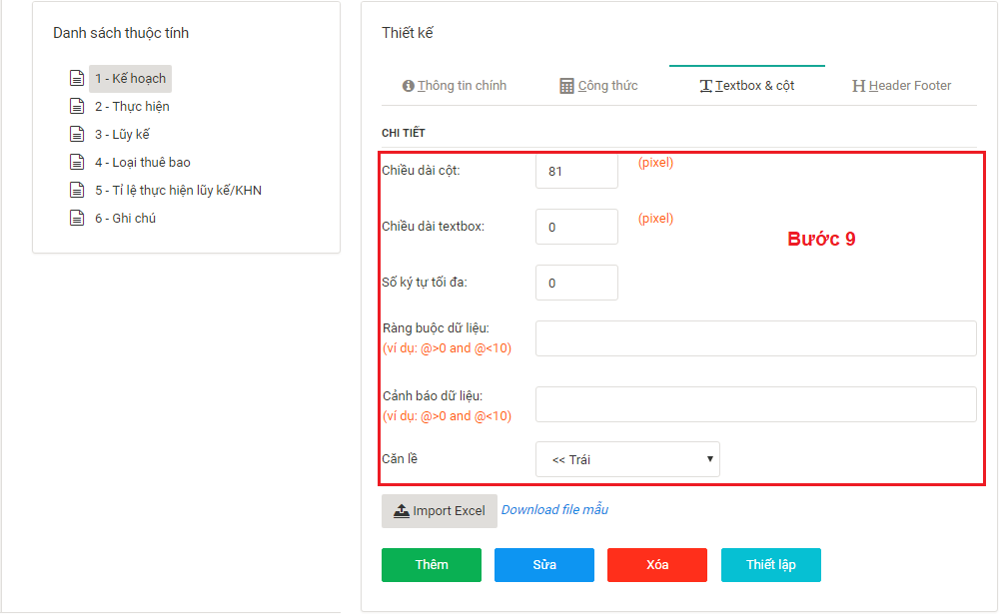 Danh sách thuộc tính
1 - Kế hoạch
2 - Thực hiện
3 - Lũy kế
4 - Loại thuê bao
5 - Tỉ lệ thực hiện lũy kế/KHN
6 - Ghi chú
Thiết kế
Thông tin chính
Công thức
Textbox & cột
Header Footer
CHI TIẾT
Chiều dài cột:
81
(pixel)
Chiều dài textbox:
0
(pixel)
Bước 9
Số ký tự tối đa:
0
Ràng buộc dữ liệu:
(ví dụ: @>0 and @<10)
Cảnh báo dữ liệu:
(ví dụ: @>0 and @<10)
Căn lề
<< Trái
Import Excel
Download file mẫu
Thêm
Sửa
Xóa
Thiết lập